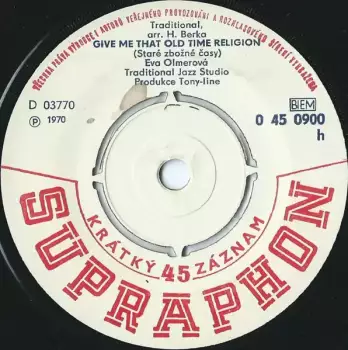 VŠECHNA PRÁVA VÝROBCE I AUTORŮ VEŘEJNÉHO PROVOZOVÁNÍ A ROZHLASOVÉHO VYSÍLÁNÍ VYHRAZENA
Traditional,
arr. H. Berka
GIVE ME THAT OLD TIME RELIGION
(Staré zbožné časy)
Eva Olmerová
Traditional Jazz Studio
Produkce Tony-line
D 03770
Ⓟ 1970
BIEM
0 45 0900
h
KRÁTKÝ 45 ZÁZNAM
SUPRAPHON